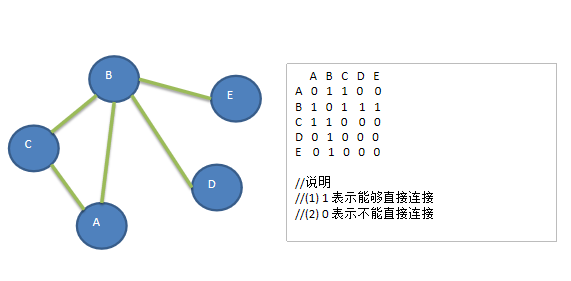 B
E
C
D
A
A B C D E
A 0 1 1 0 0
B 1 0 1 1 1
C 1 1 0 0 0
D 0 1 0 0 0
E 0 1 0 0 0
//说明
//(1) 1 表示能够直接连接
//(2) 0 表示不能直接连接